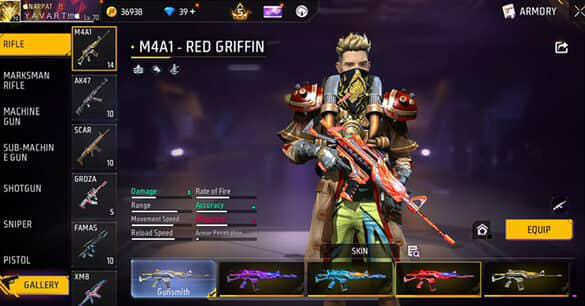 NARPAT
YAVART
Lv. 70
36938
39 +
5
ARMORY
RIFLE
MARKSMAN
RIFLE
MACHINE
GUN
SUB-MACHIN
E GUN
SHOTGUN
SNIPER
PISTOL
GALLERY
M4A1
14
AK47
10
SCAR
10
GROZA
5
FAMAS
10
XM8
M4A1 - RED GRIFFIN
Damage
Rate of Fire
Range
Accuracy
Movement Speed
Reload Speed
Armor Penetration
EQUIP
SKIN
Gunsmith